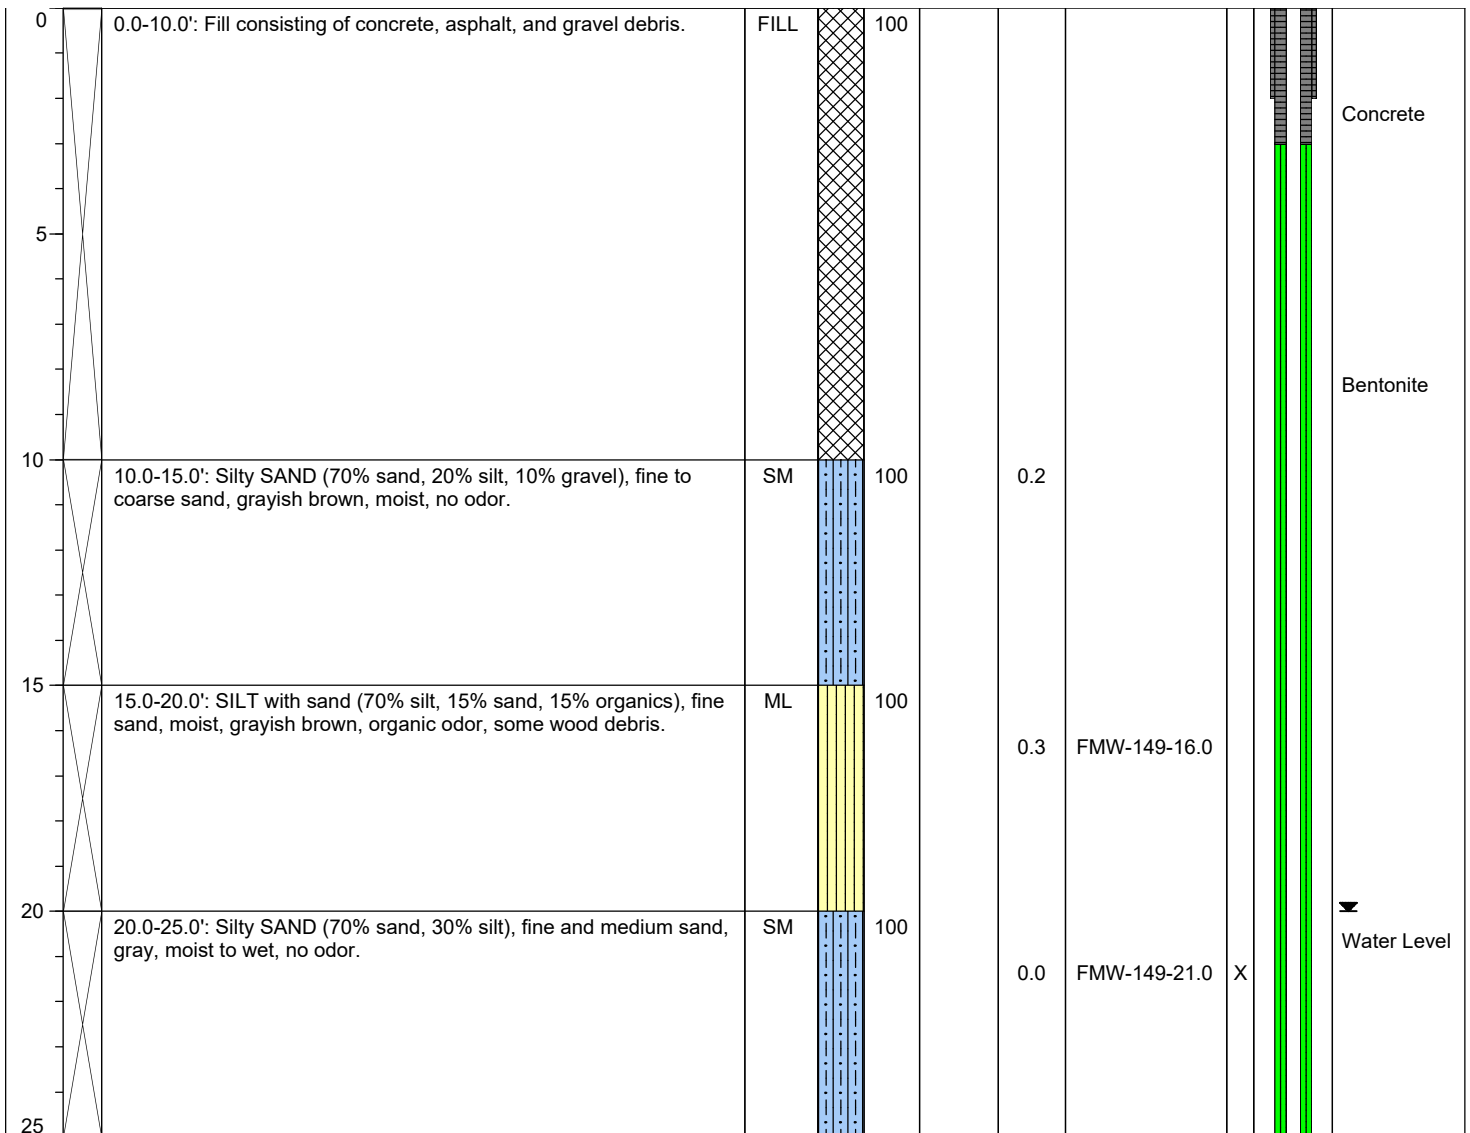 0
0.0-10.0': Fill consisting of concrete, asphalt, and gravel debris.
FILL
100
Concrete
5
Bentonite
10
10.0-15.0': Silty SAND (70% sand, 20% silt, 10% gravel), fine to
coarse sand, grayish brown, moist, no odor.
SM
100
0.2
15
15.0-20.0': SILT with sand (70% silt, 15% sand, 15% organics), fine
sand, moist, grayish brown, organic odor, some wood debris.
ML
100
0.3
FMW-149-16.0
20
20.0-25.0': Silty SAND (70% sand, 30% silt), fine and medium sand,
gray, moist to wet, no odor.
SM
100
Water Level
0.0
FMW-149-21.0
X
25